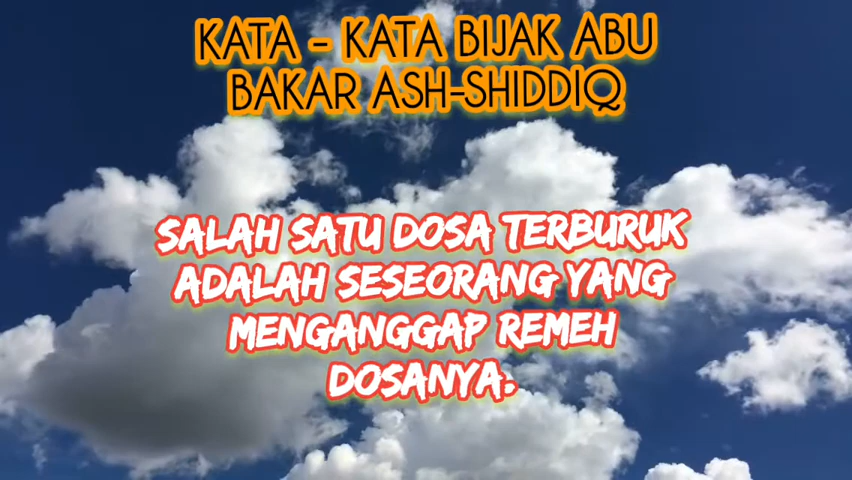 KATA - KATA BIJAK ABU
BAKAR ASH-SHIDDIQ
SALAH SATU DOSA TERBURUK
ADALAH SESEORANG YANG
MENGANGGAP REMEH
DOSANYA.